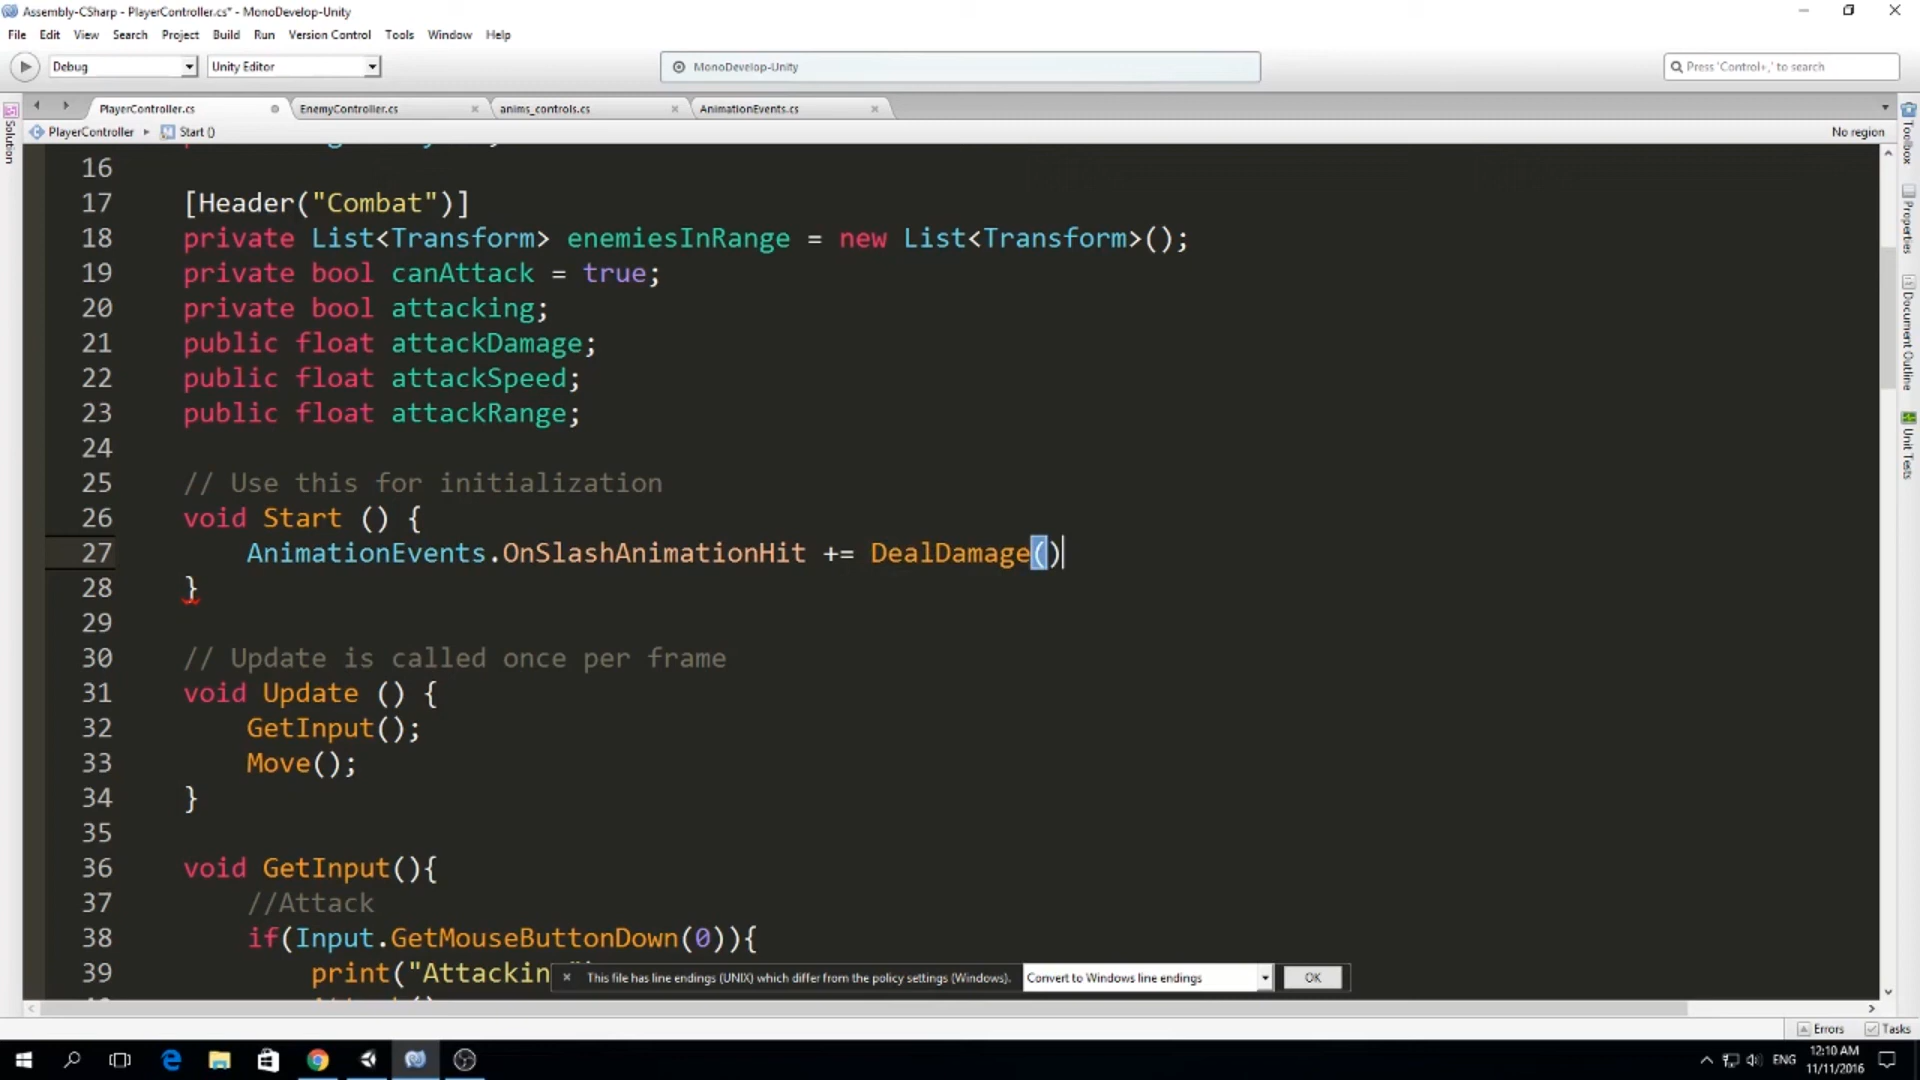 Assembly-CSharp - PlayerController.cs* - MonoDevelop-Unity
File Edit View Search Project Build Run Version Control Tools Window Help
Debug Unity Editor MonoDevelop-Unity Press 'Control+,' to search
PlayerController.cs EnemyController.cs anims_controls.cs AnimationEvents.cs
PlayerController Start () No region
Solution
Toolbox
Properties
Document Outline
Unit Tests
16
17 [Header("Combat")]
18 private List<Transform> enemiesInRange = new List<Transform>();
19 private bool canAttack = true;
20 private bool attacking;
21 public float attackDamage;
22 public float attackSpeed;
23 public float attackRange;
24
25 // Use this for initialization
26 void Start () {
27 AnimationEvents.OnSlashAnimationHit += DealDamage()
28 }
29
30 // Update is called once per frame
31 void Update () {
32 GetInput();
33 Move();
34 }
35
36 void GetInput(){
37 //Attack
38 if(Input.GetMouseButtonDown(0)){
39 print("Attackin
This file has line endings (UNIX) which differ from the policy settings (Windows). Convert to Windows line endings OK
Errors Tasks
ENG 12:10 AM
11/11/2016